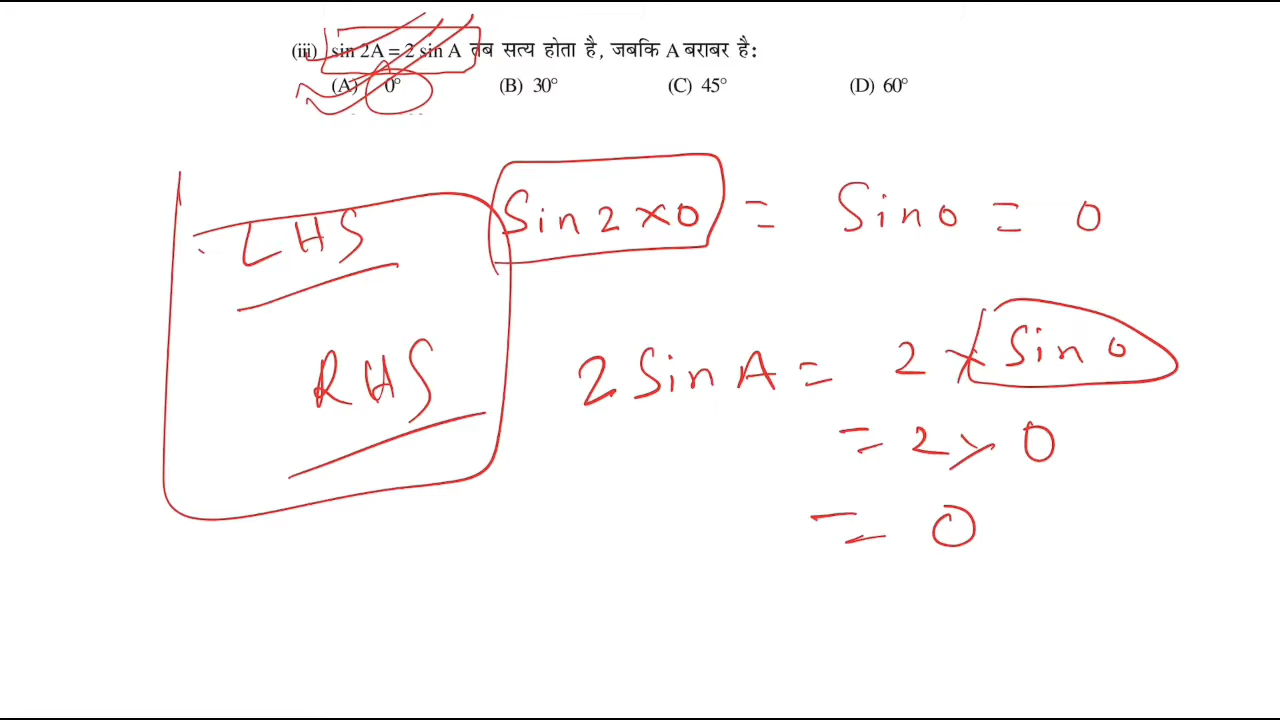 (iii) sin 2A = 2 sin A तब सत्य होता है, जबकि A बराबर है:
(A) 0° (B) 30° (C) 45° (D) 60°
LHS Sin 2 × 0 = Sin 0 = 0
RHS 2 Sin A = 2 × Sin 0
= 2 × 0
= 0